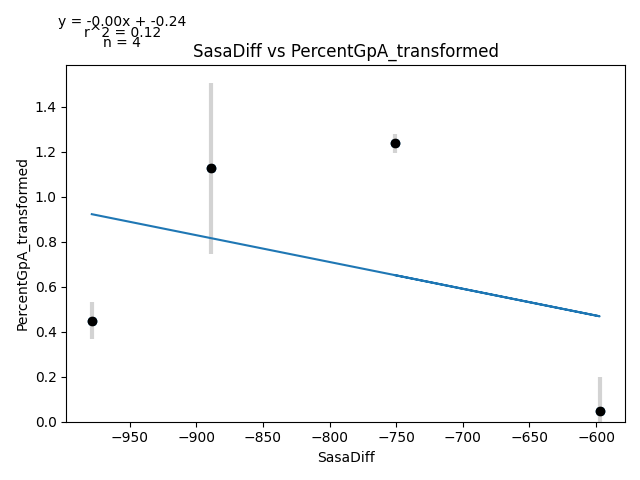 y = -0.00x + -0.24
r^2 = 0.12
n = 4
SasaDiff vs PercentGpA_transformed
PercentGpA_transformed
1.4
1.2
1.0
0.8
0.6
0.4
0.2
0.0
−950 −900 −850 −800 −750 −700 −650 −600
SasaDiff